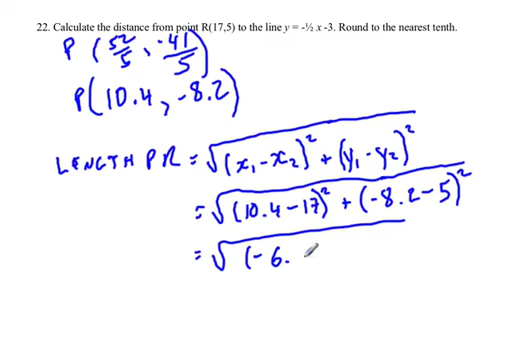 22. Calculate the distance from point R(17,5) to the line y = -½ x -3. Round to the nearest tenth.
P (52/5, -41/5)
P(10.4, -8.2)
LENGTH PR = √(x₁-x₂)² + (y₁-y₂)²
= √(10.4-17)² + (-8.2-5)²
= √(-6.